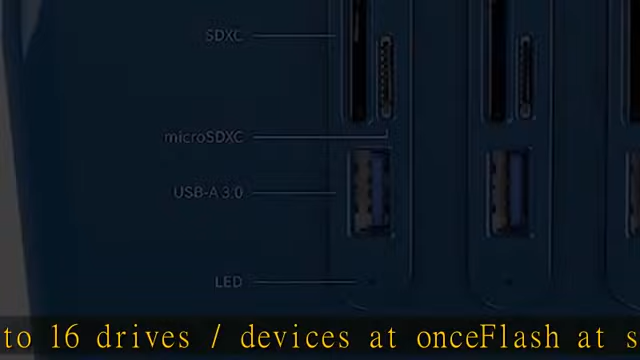 SDXC
microSDXC
USB-A 3.0
LED
to 16 drives / devices at onceFlash at s